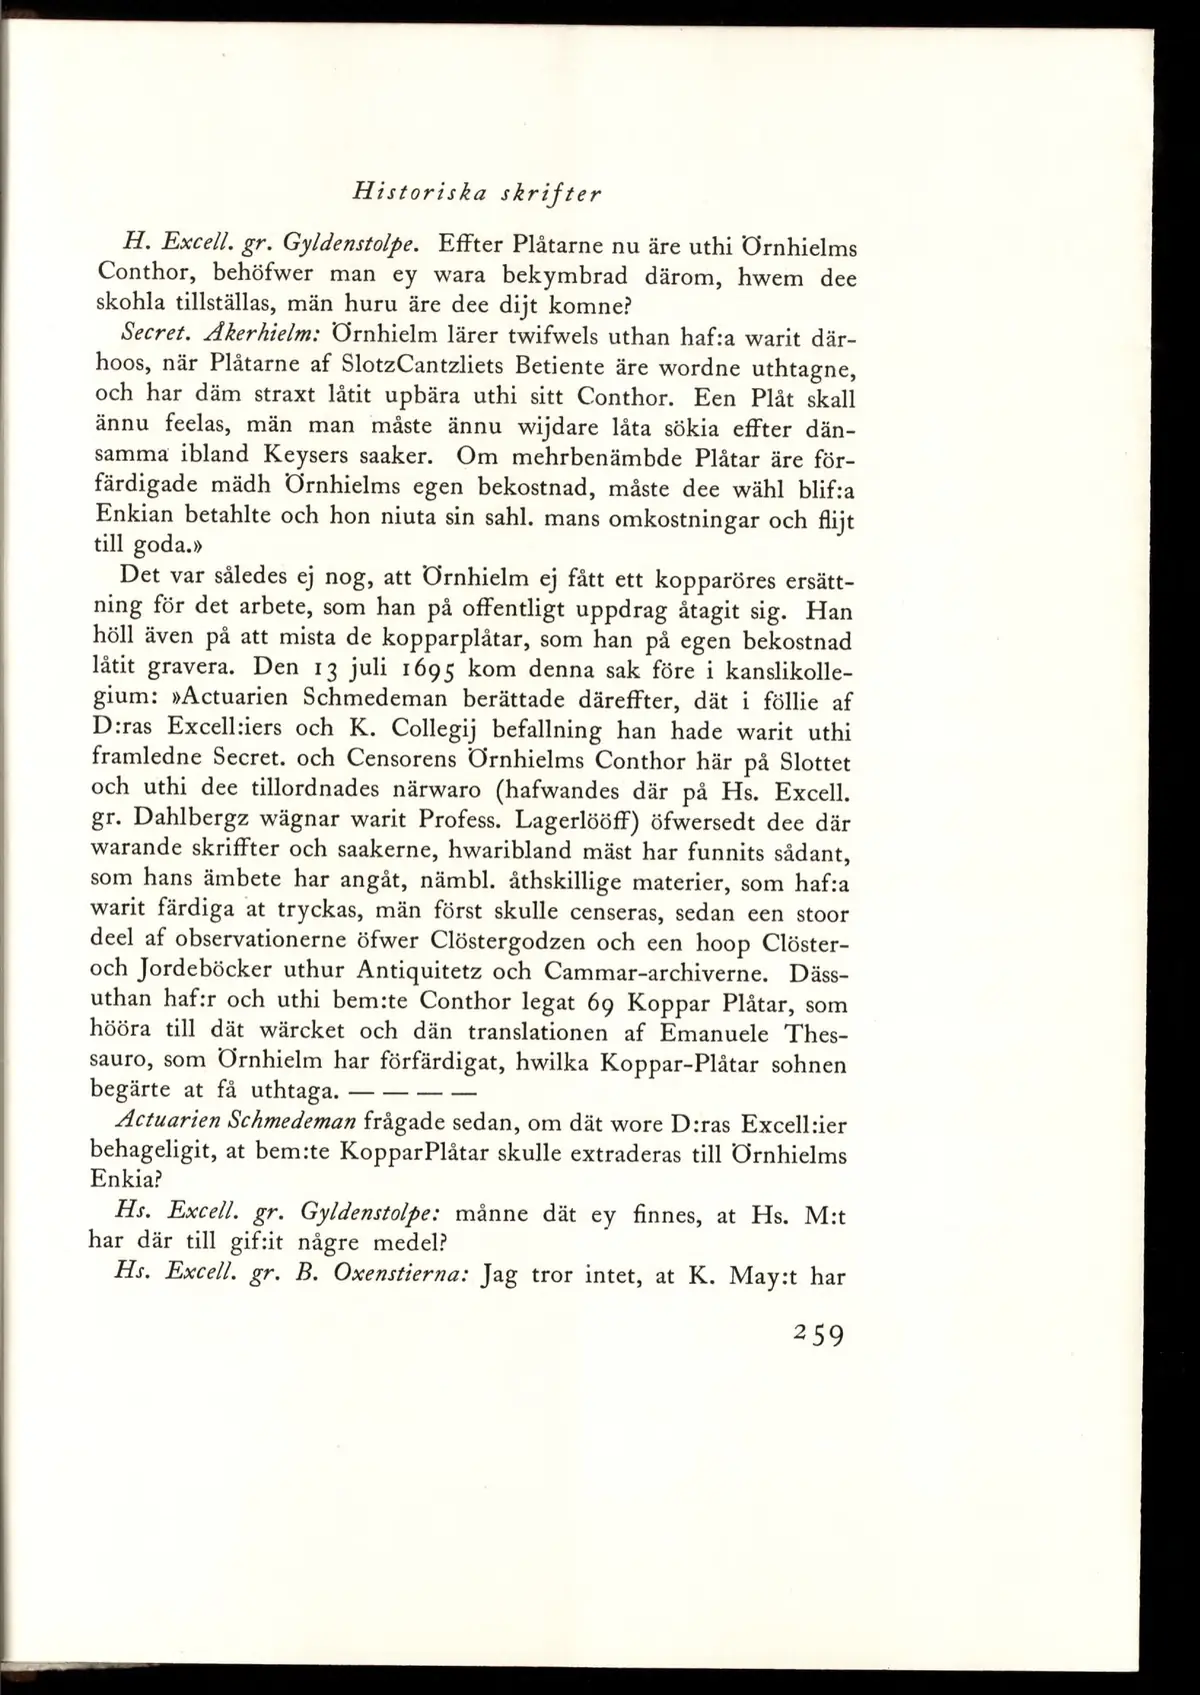 Historiska skrifter
H. Excell. gr. Gyldenstolpe. Effter Plåtarne nu äre uthi Örnhielms
Conthor, behöfwer man ey wara bekymbrad därom, hwem dee
skohla tillställas, män huru äre dee dijt komne?
Secret. Åkerhielm: Örnhielm lärer twifwels uthan haf:a warit där-
hoos, när Plåtarne af SlotzCantzliets Betiente äre wordne uthtagne,
och har däm straxt låtit upbära uthi sitt Conthor. Een Plåt skall
ännu feelas, män man måste ännu wijdare låta sökia effter dän-
samma ibland Keysers saaker. Om mehrbenämbde Plåtar äre för-
färdigade mädh Örnhielms egen bekostnad, måste dee wähl blif:a
Enkian betahlte och hon niuta sin sahl. mans omkostningar och flijt
till goda.»
Det var således ej nog, att Örnhielm ej fått ett kopparöres ersätt-
ning för det arbete, som han på offentligt uppdrag åtagit sig. Han
höll även på att mista de kopparplåtar, som han på egen bekostnad
låtit gravera. Den 13 juli 1695 kom denna sak före i kanslikolle-
gium: »Actuarien Schmedeman berättade däreffter, dät i föllie af
D:ras Excell:iers och K. Collegij befallning han hade warit uthi
framledne Secret. och Censorens Örnhielms Conthor här på Slottet
och uthi dee tillordnades närwaro (hafwandes där på Hs. Excell.
gr. Dahlbergz wägnar warit Profess. Lagerlööff) öfwersedt dee där
warande skriffter och saakerne, hwaribland mäst har funnits sådant,
som hans ämbete har angåt, nämbl. åthskillige materier, som haf:a
warit färdiga at tryckas, män först skulle censeras, sedan een stoor
deel af observationerne öfwer Clöstergodzen och een hoop Clöster-
och Jordeböcker uthur Antiquitetz och Cammar-archiverne. Däss-
uthan haf:r och uthi bem:te Conthor legat 69 Koppar Plåtar, som
hööra till dät wärcket och dän translationen af Emanuele Thes-
sauro, som Örnhielm har förfärdigat, hwilka Koppar-Plåtar sohnen
begärte at få uthtaga. — — — —
Actuarien Schmedeman frågade sedan, om dät wore D:ras Excell:ier
behageligit, at bem:te KopparPlåtar skulle extraderas till Örnhielms
Enkia?
Hs. Excell. gr. Gyldenstolpe: månne dät ey finnes, at Hs. M:t
har där till gif:it någre medel?
Hs. Excell. gr. B. Oxenstierna: Jag tror intet, at K. May:t har
259